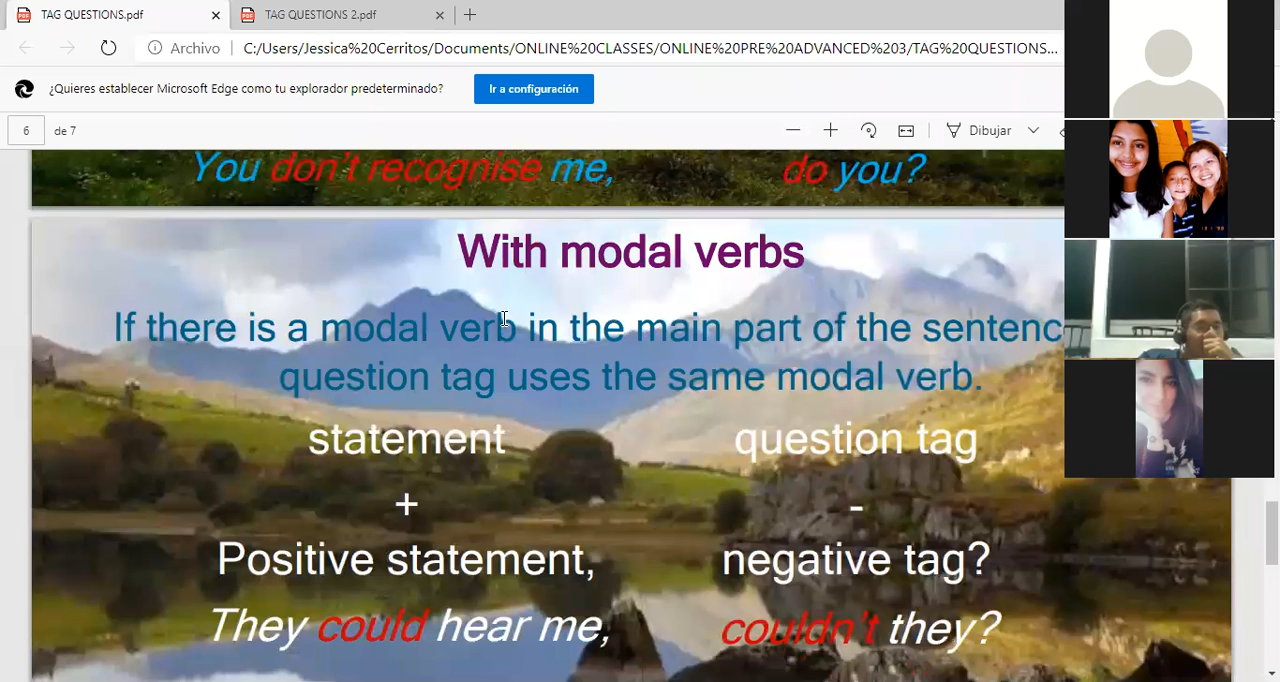 TAG QUESTIONS.pdf
TAG QUESTIONS 2.pdf
Archivo
C:/Users/Jessica%20Cerritos/Documents/ONLINE%20CLASSES/ONLINE%20PRE%20ADVANCED%203/TAG%20QUESTIONS...
¿Quieres establecer Microsoft Edge como tu explorador predeterminado?
Ir a configuración
6 de 7
Dibujar
You don't recognise me, do you?
With modal verbs
If there is a modal verb in the main part of the sentenc
question tag uses the same modal verb.
statement question tag
+ -
Positive statement, negative tag?
They could hear me, couldn't they?